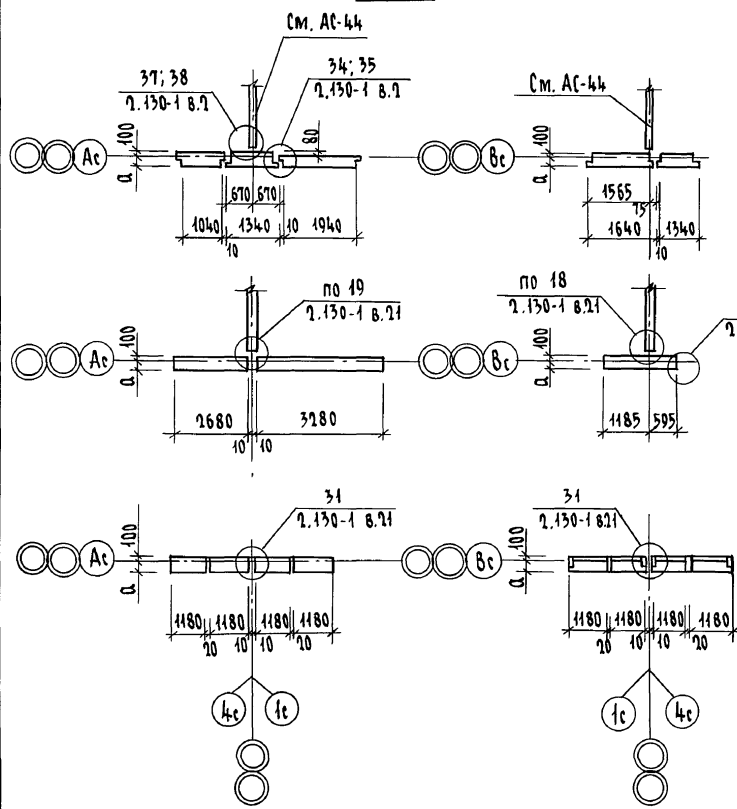 См. АС-44
37; 38
2.130-1 в.2
34; 35
2.130-1 в.2
100
а
80
Ас
670 670
1040 1340 10 1940
10
См. АС-44
100
а
Вс
1565
75
1640 1340
10
по 19
2.130-1 в.21
100
а
Ас
2680 3280
10 10
по 18
2.130-1 в.21
2
100
а
Вс
1185 595
31
2.130-1 в.21
100
а
Ас
1180 1180 1180 1180
20 10 10 20
31
2.130-1 в.21
100
а
Вс
1180 1180 1180 1180
20 10 10 20
4с 1с
1с 4с